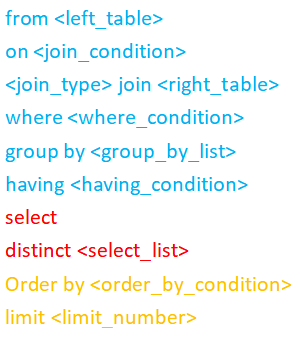 from <left_table>
on <join_condition>
<join_type> join <right_table>
where <where_condition>
group by <group_by_list>
having <having_condition>
select
distinct <select_list>
Order by <order_by_condition>
limit <limit_number>